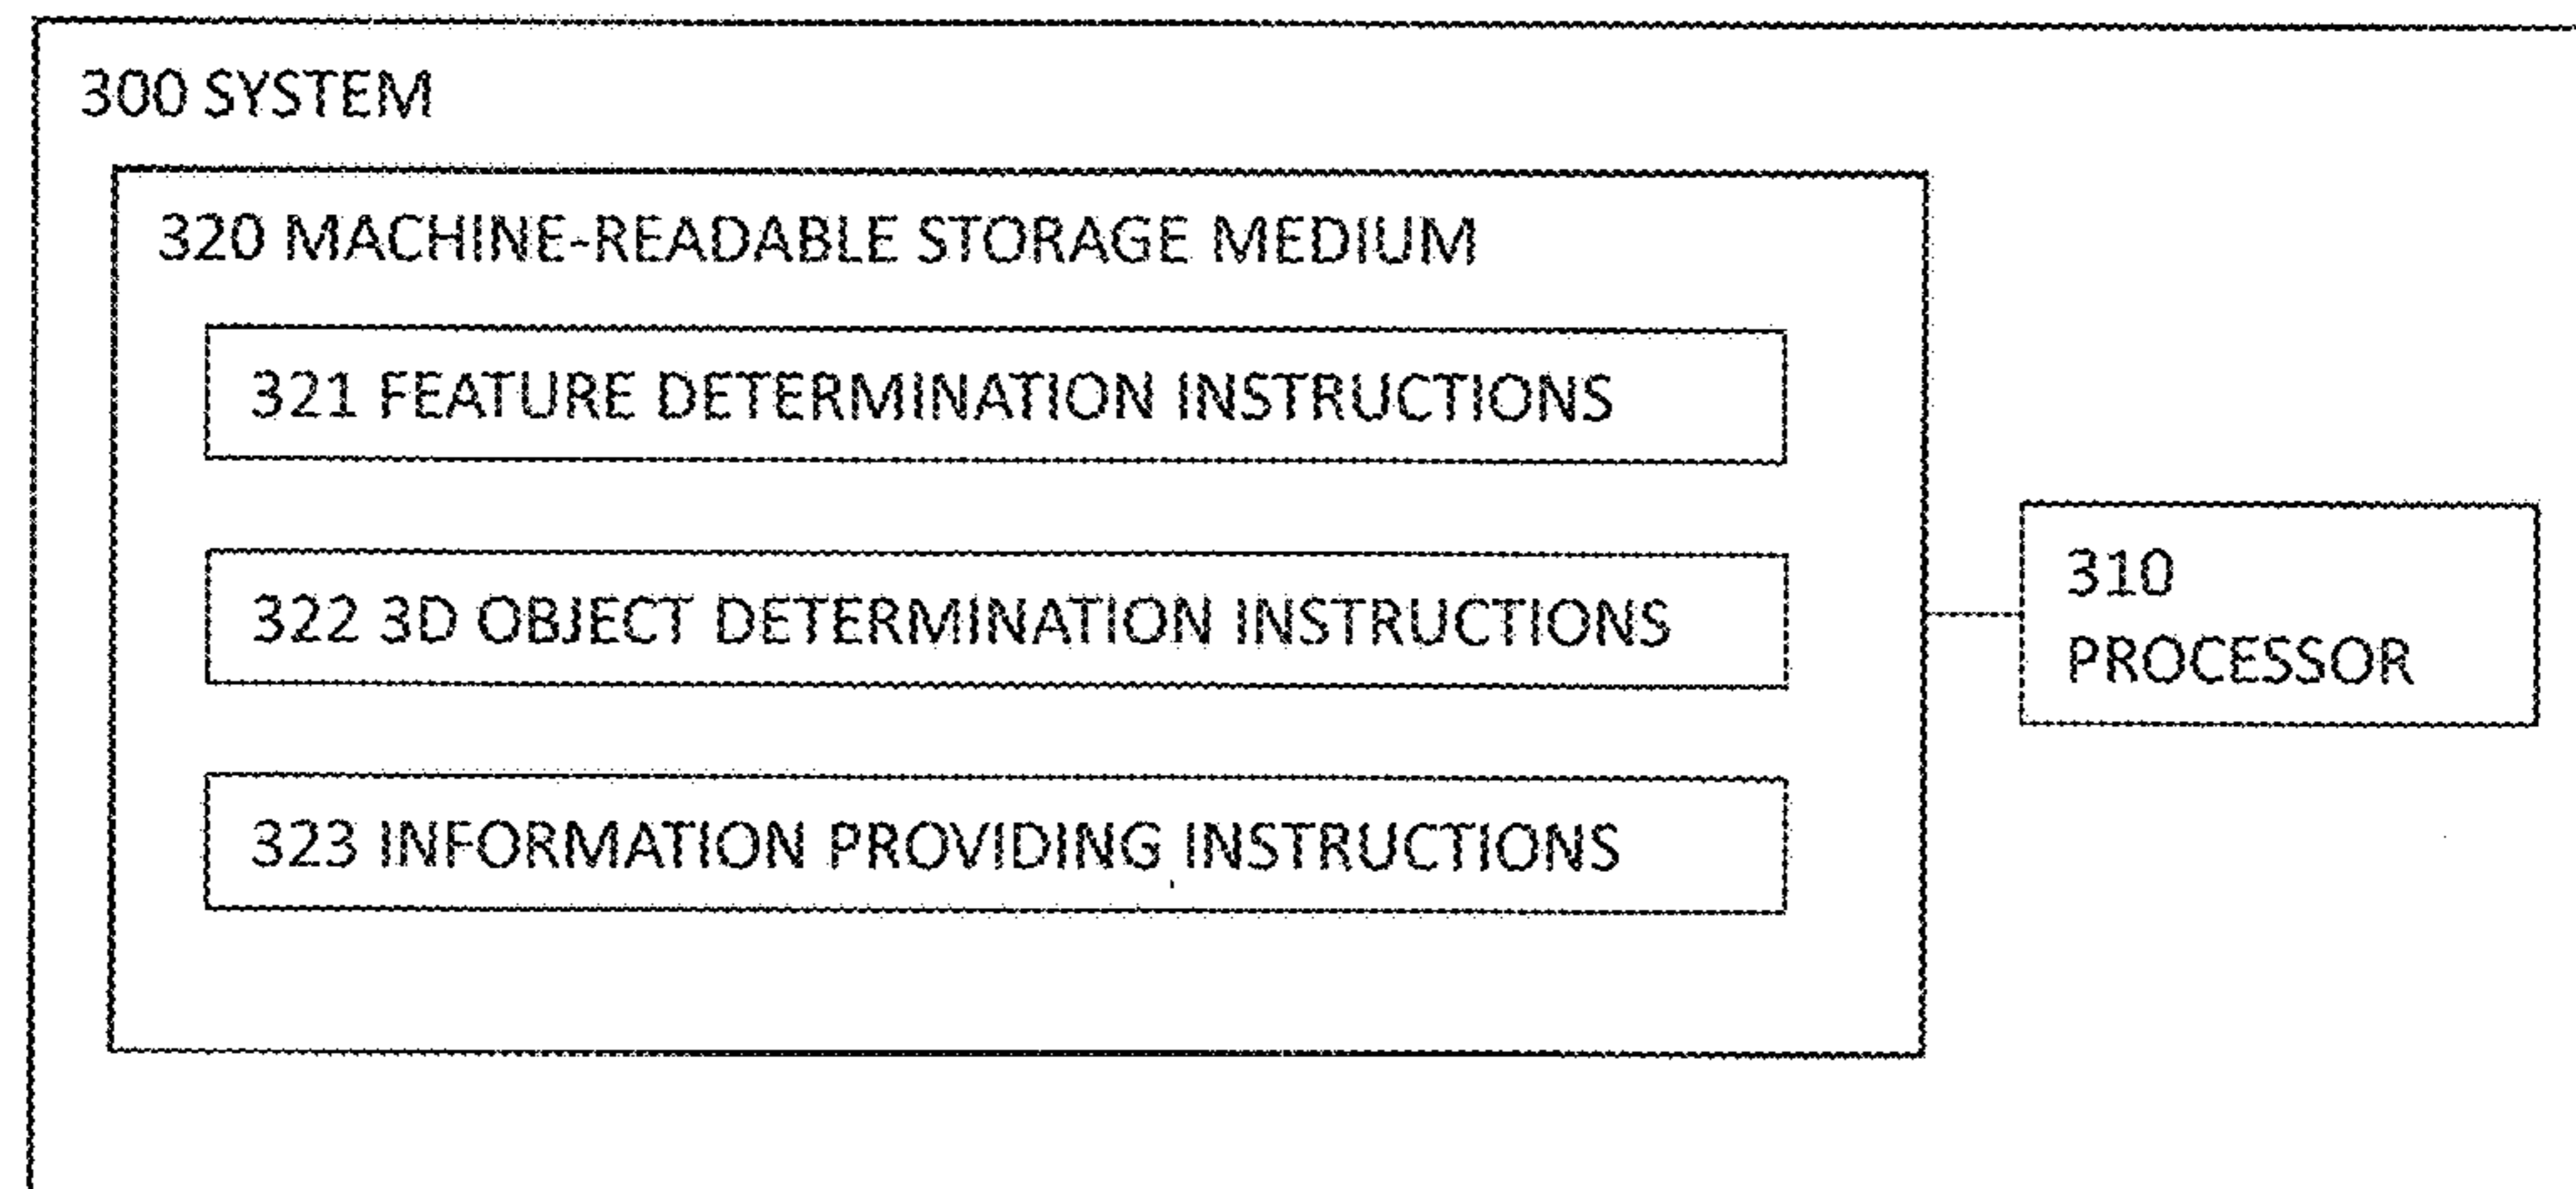 300 SYSTEM
320 MACHINE-READABLE STORAGE MEDIUM
321 FEATURE DETERMINATION INSTRUCTIONS
322 3D OBJECT DETERMINATION INSTRUCTIONS
323 INFORMATION PROVIDING INSTRUCTIONS
310
PROCESSOR